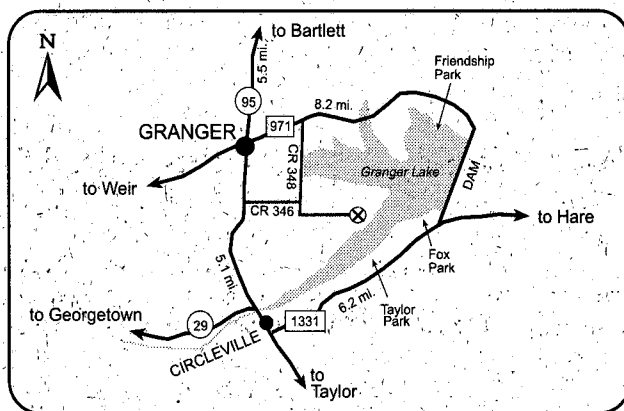 N
to Bartlett
5.5 mi.
95
Friendship
Park
8.2 mi.
971
GRANGER
CR 348
Granger Lake
DAM
to Weir
CR 346
to Hare
5.1 mi.
Fox
Park
Taylor
Park
6.2 mi.
to Georgetown
29
1331
CIRCLEVILLE
to
Taylor